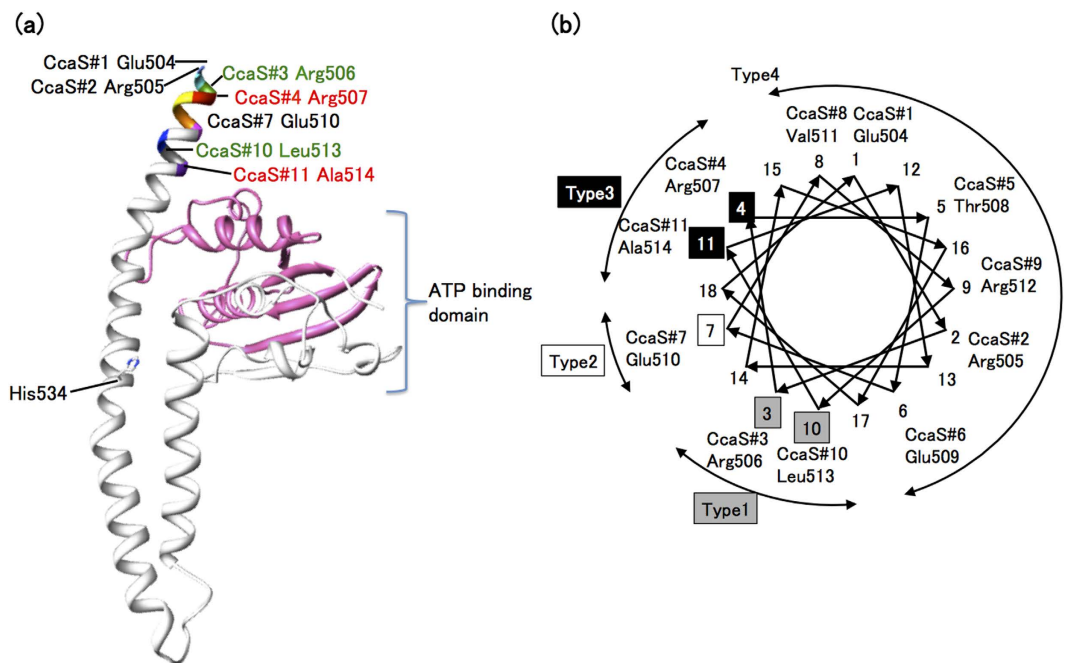 (a)
CcaS#1 Glu504
CcaS#2 Arg505
CcaS#3 Arg506
CcaS#4 Arg507
CcaS#7 Glu510
CcaS#10 Leu513
CcaS#11 Ala514
ATP binding
domain
His534
(b)
Type4
CcaS#8
Val511
CcaS#1
Glu504
CcaS#4
Arg507
15
8
1
12
CcaS#5
Thr508
Type3
4
5
CcaS#11
Ala514
11
16
CcaS#9
Arg512
18
9
CcaS#7
Glu510
7
2
CcaS#2
Arg505
Type2
14
13
3
10
17
6
CcaS#3
Arg506
CcaS#10
Leu513
CcaS#6
Glu509
Type1